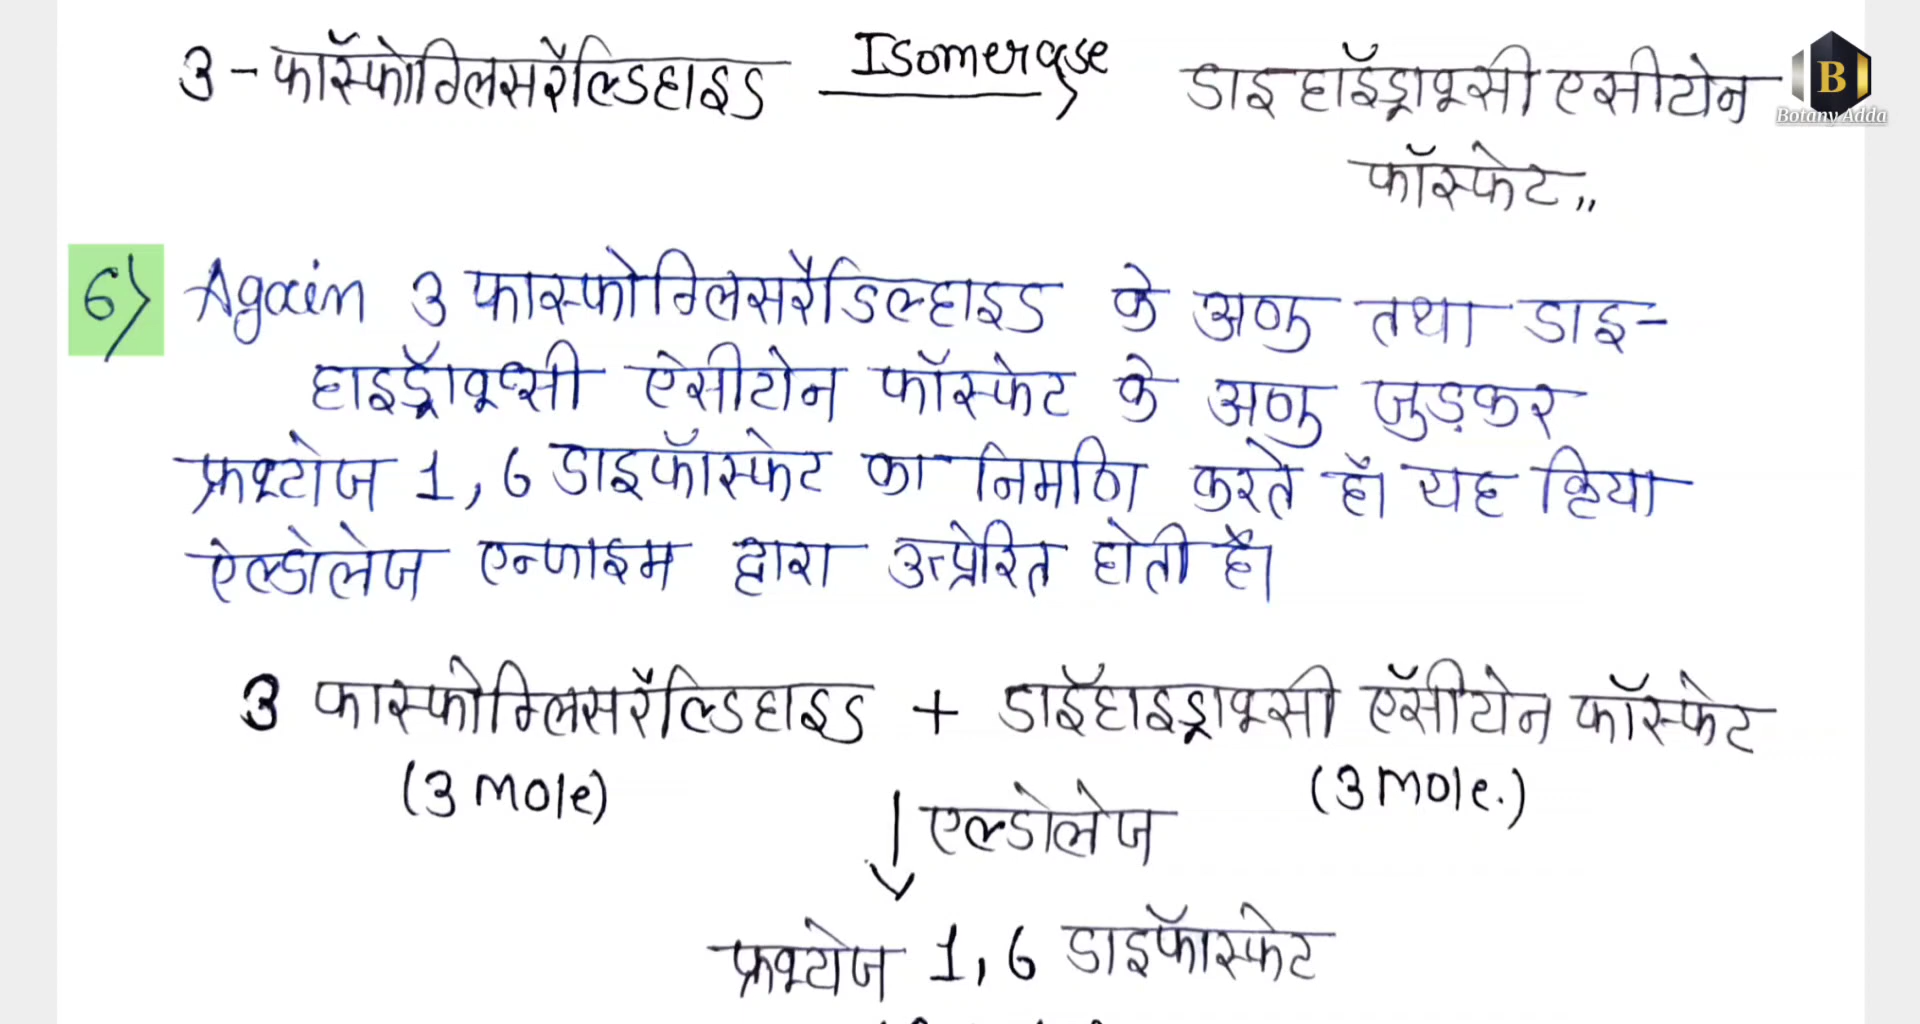 3-फॉस्फोग्लिसरैल्डिहाइड Isomerase डाइहॉइड्राक्सी एसीटोन
फॉस्फेट,,
B
Botany Adda
6) Again 3 फास्फोग्लिसरैडिल्हाइड के अणु तथा डाइ-
हाइड्रॉक्सी ऐसीटोन फॉस्फेट के अणु जुड़कर
फ्रक्टोज 1,6 डाइफॉस्फेट का निर्माण करते हैं। यह क्रिया
ऐल्डोलेज एन्जाइम द्वारा उत्प्रेरित होती है।
3 फास्फोग्लिसरैल्डिहाइड + डाईहाइड्राक्सी एॅसीटोन फॉस्फेट
(3 Mole) (3 Mole.)
एल्डोलेज
फ्रक्टोज 1,6 डाइफॅास्फेट